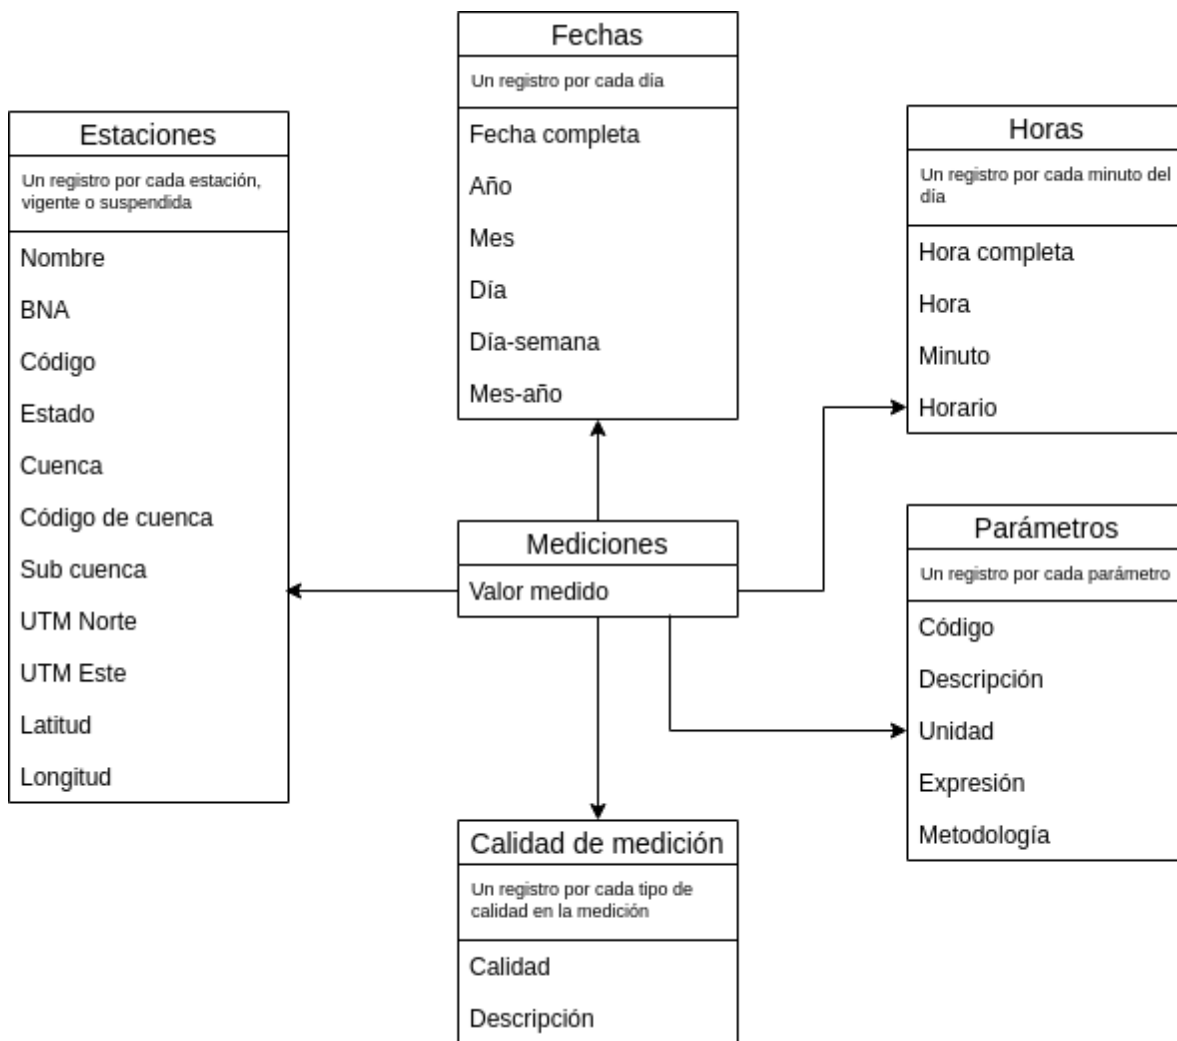 Fechas
Un registro por cada día
Fecha completa
Año
Mes
Día
Día-semana
Mes-año
Estaciones
Un registro por cada estación,
vigente o suspendida
Nombre
BNA
Código
Estado
Cuenca
Código de cuenca
Sub cuenca
UTM Norte
UTM Este
Latitud
Longitud
Horas
Un registro por cada minuto del
día
Hora completa
Hora
Minuto
Horario
Mediciones
Valor medido
Parámetros
Un registro por cada parámetro
Código
Descripción
Unidad
Expresión
Metodología
Calidad de medición
Un registro por cada tipo de
calidad en la medición
Calidad
Descripción